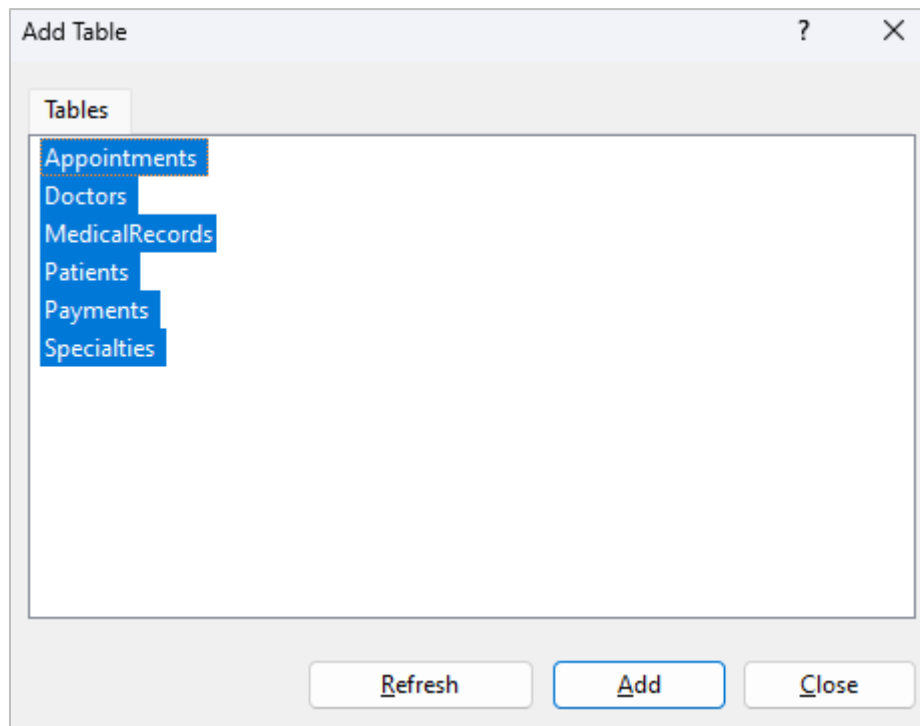 Add Table ?
Tables
Appointments
Doctors
MedicalRecords
Patients
Payments
Specialties
Refresh Add Close